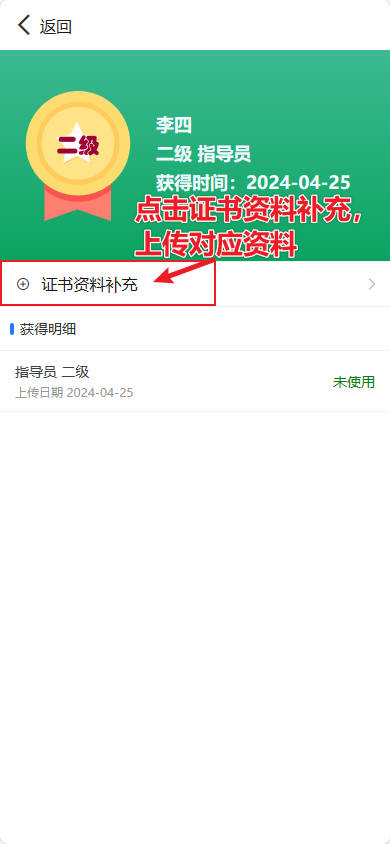 返回
二级
李四
二级 指导员
获得时间：2024-04-25
点击证书资料补充，
上传对应资料
证书资料补充
获得明细
指导员 二级
上传日期 2024-04-25
未使用